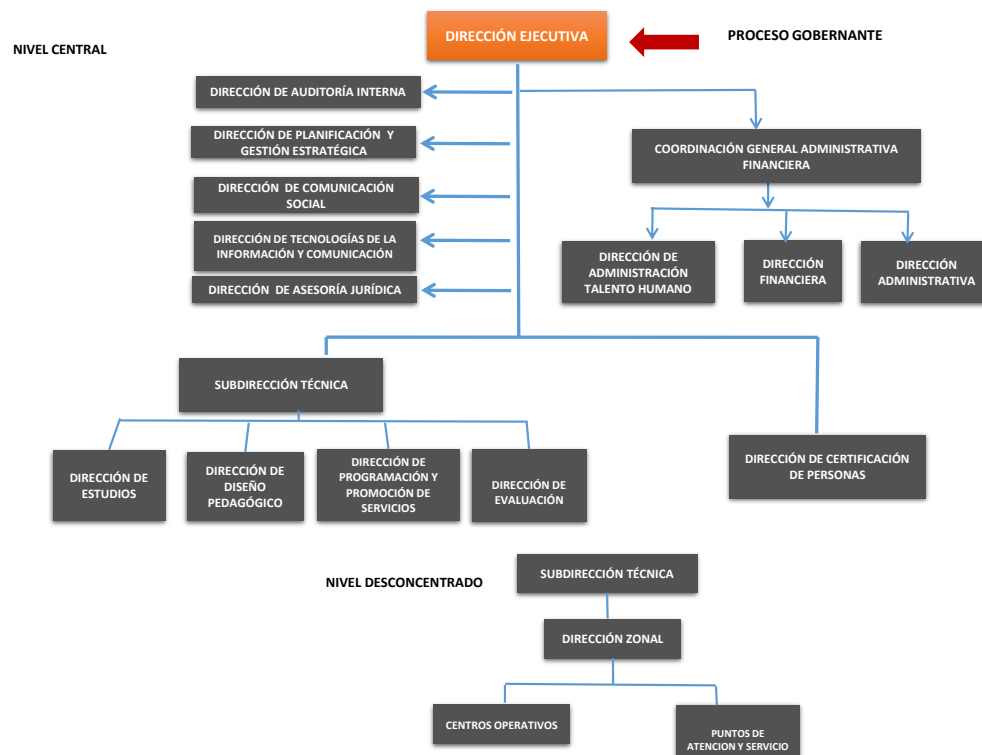 DIRECCIÓN EJECUTIVA
PROCESO GOBERNANTE
NIVEL CENTRAL
DIRECCIÓN DE AUDITORÍA INTERNA
DIRECCIÓN DE PLANIFICACIÓN Y
GESTIÓN ESTRATÉGICA
COORDINACIÓN GENERAL ADMINISTRATIVA
FINANCIERA
DIRECCIÓN DE COMUNICACIÓN
SOCIAL
DIRECCIÓN DE TECNOLOGÍAS DE LA
INFORMACIÓN Y COMUNICACIÓN
DIRECCIÓN DE ASESORÍA JURÍDICA
DIRECCIÓN DE
ADMINISTRACIÓN
TALENTO HUMANO
DIRECCIÓN
FINANCIERA
DIRECCIÓN
ADMINISTRATIVA
SUBDIRECCIÓN TÉCNICA
DIRECCIÓN DE
ESTUDIOS
DIRECCIÓN DE
DISEÑO
PEDAGÓGICO
DIRECCIÓN DE
PROGRAMACIÓN Y
PROMOCIÓN DE
SERVICIOS
DIRECCIÓN DE
EVALUACIÓN
DIRECCIÓN DE CERTIFICACIÓN
DE PERSONAS
NIVEL DESCONCENTRADO
SUBDIRECCIÓN TÉCNICA
DIRECCIÓN ZONAL
CENTROS OPERATIVOS
PUNTOS DE
ATENCION Y SERVICIO